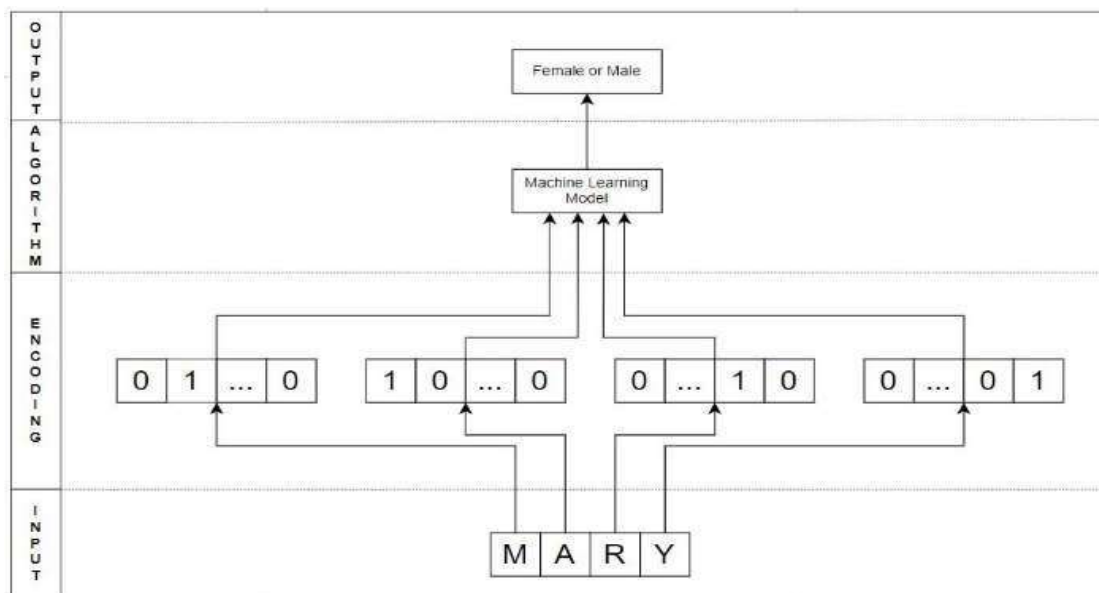 OUTPUT
Female or Male
ALGORITHM
Machine Learning
Model
ENCODING
0 1 ... 0
1 0 ... 0
0 ... 1 0
0 ... 0 1
INPUT
M A R Y